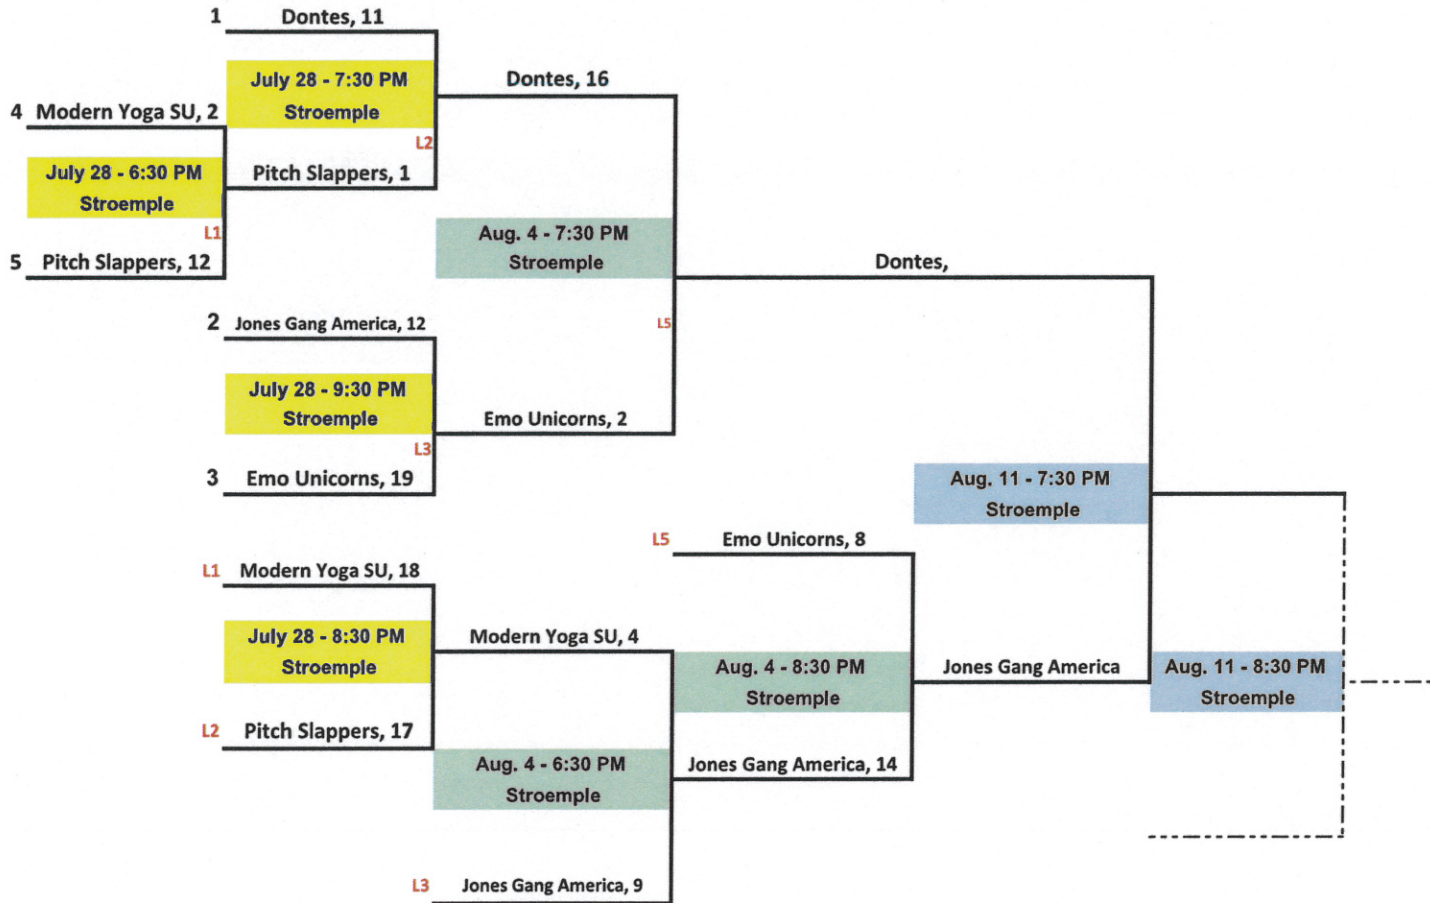 1 Dontes, 11
July 28 - 7:30 PM
Stroemple
Dontes, 16
4 Modern Yoga SU, 2
L2
July 28 - 6:30 PM
Stroemple
Pitch Slappers, 1
L1
5 Pitch Slappers, 12
Aug. 4 - 7:30 PM
Stroemple
Dontes,
2 Jones Gang America, 12
L5
July 28 - 9:30 PM
Stroemple
Emo Unicorns, 2
L3
3 Emo Unicorns, 19
Aug. 11 - 7:30 PM
Stroemple
L5 Emo Unicorns, 8
L1 Modern Yoga SU, 18
July 28 - 8:30 PM
Stroemple
Modern Yoga SU, 4
Aug. 4 - 8:30 PM
Stroemple
Jones Gang America
Aug. 11 - 8:30 PM
Stroemple
L2 Pitch Slappers, 17
Aug. 4 - 6:30 PM
Stroemple
Jones Gang America, 14
L3 Jones Gang America, 9